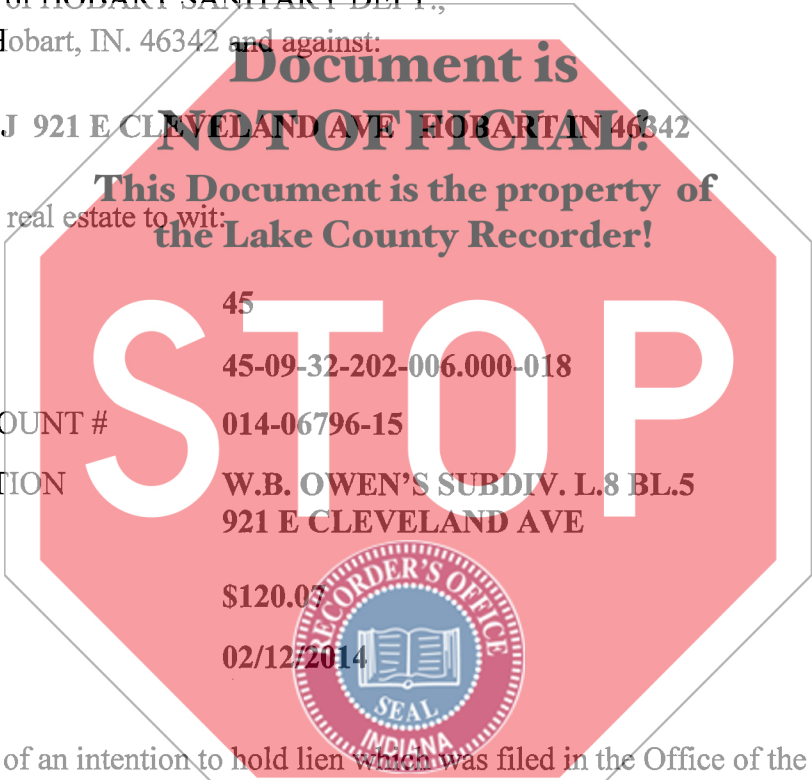 of HOBART SANITARY DEPT.,
Hobart, IN. 46342 and against:
Document is
J 921 E CLEVELAND AVE HOBART IN 46342
NOT OFFICIAL!
This Document is the property of
real estate to wit:
the Lake County Recorder!
45
STOP
45-09-32-202-006.000-018
OUNT # 014-06796-15
TION W.B. OWEN'S SUBDIV. L.8 BL.5
921 E CLEVELAND AVE
$120.07
RECORDER'S OFFICE
02/12/2014
SEAL
INDIANA
of an intention to hold lien which was filed in the Office of the